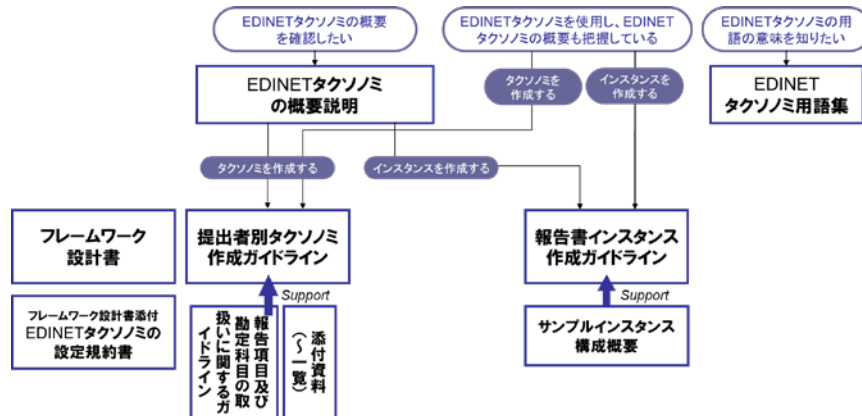 EDINETタクソノミの概要
を確認したい
EDINETタクソノミを使用し、EDINET
タクソノミの概要も把握している
EDINETタクソノミの用
語の意味を知りたい
EDINETタクソノミ
の概要説明
タクソノミを
作成する
インスタンスを
作成する
EDINET
タクソノミ用語集
タクソノミを作成する
インスタンスを作成する
フレームワーク
設計書
提出者別タクソノミ
作成ガイドライン
報告書インスタンス
作成ガイドライン
Support
Support
フレームワーク設計書添付
EDINETタクソノミの
設定規約書
報告項目及び
勘定科目の取
扱いに関するガ
イドライン
添付資料
(～一覧)
サンプルインスタンス
構成概要